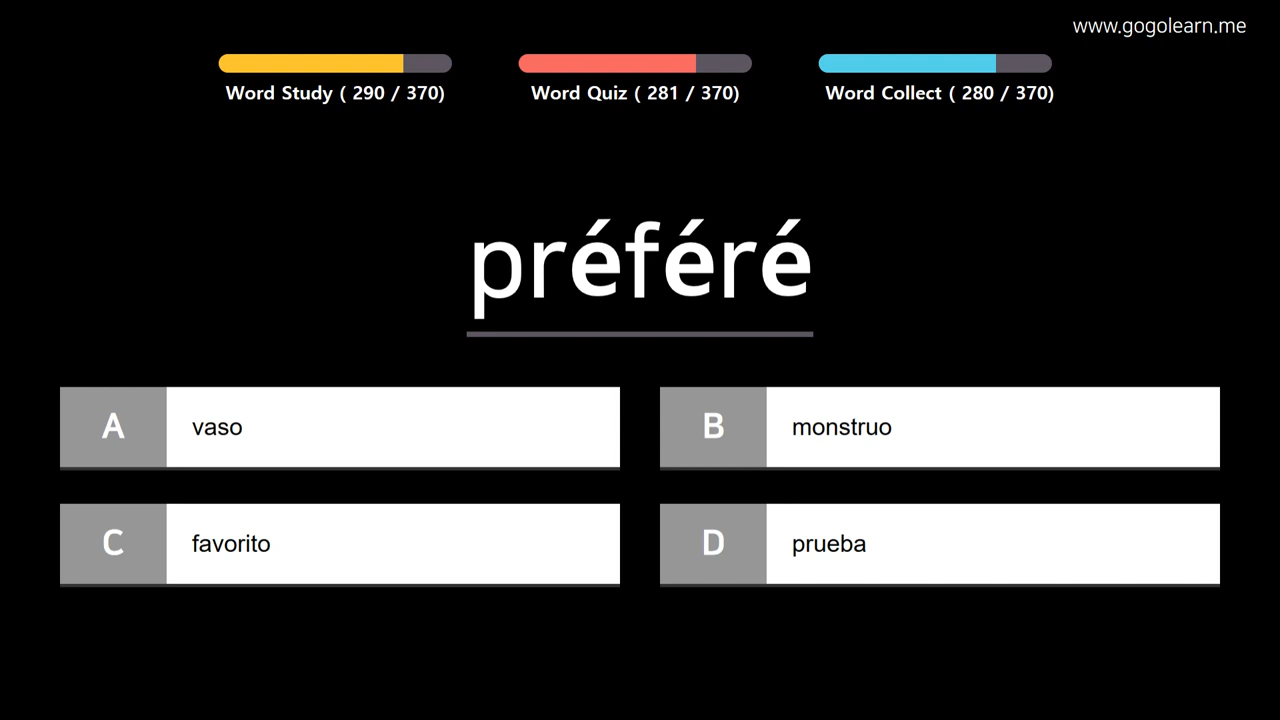 www.gogolearn.me
Word Study ( 290 / 370)
Word Quiz ( 281 / 370)
Word Collect ( 280 / 370)
préféré
A vaso
B monstruo
C favorito
D prueba